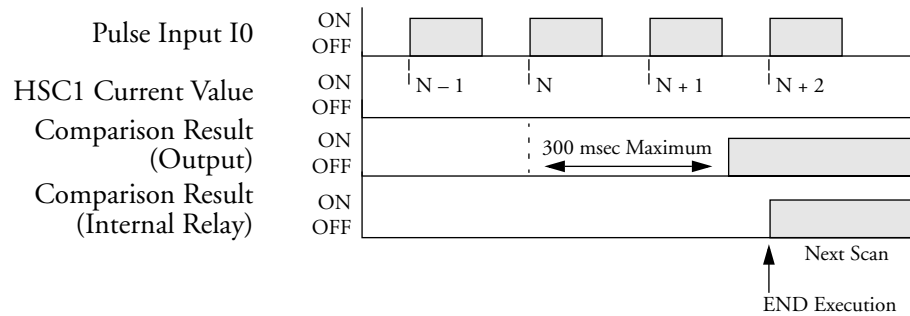 Pulse Input I0
ON
OFF
HSC1 Current Value
ON
OFF
N – 1
N
N + 1
N + 2
Comparison Result
(Output)
ON
OFF
300 msec Maximum
Comparison Result
(Internal Relay)
ON
OFF
Next Scan
END Execution